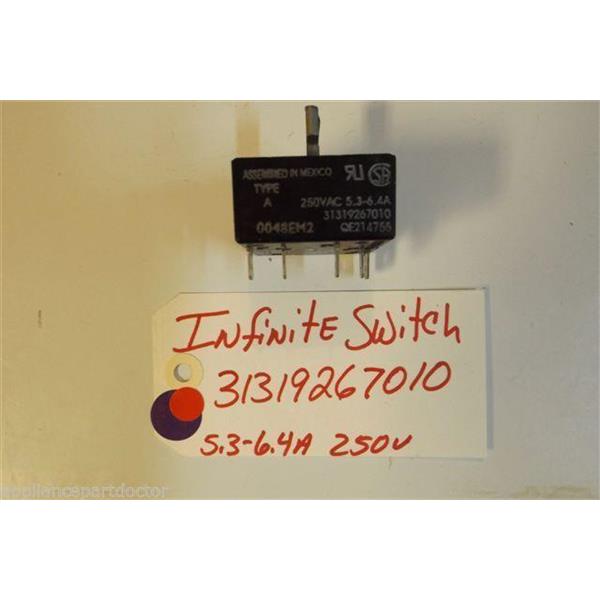 ASSEMBLED IN MEXICO
TYPE
A
250VAC 5.3-6.4A
31319267010
0048EM2
QE214755
INfiNitE Switch
31319267010
5.3-6.4A 250V
appliancepartdoctor